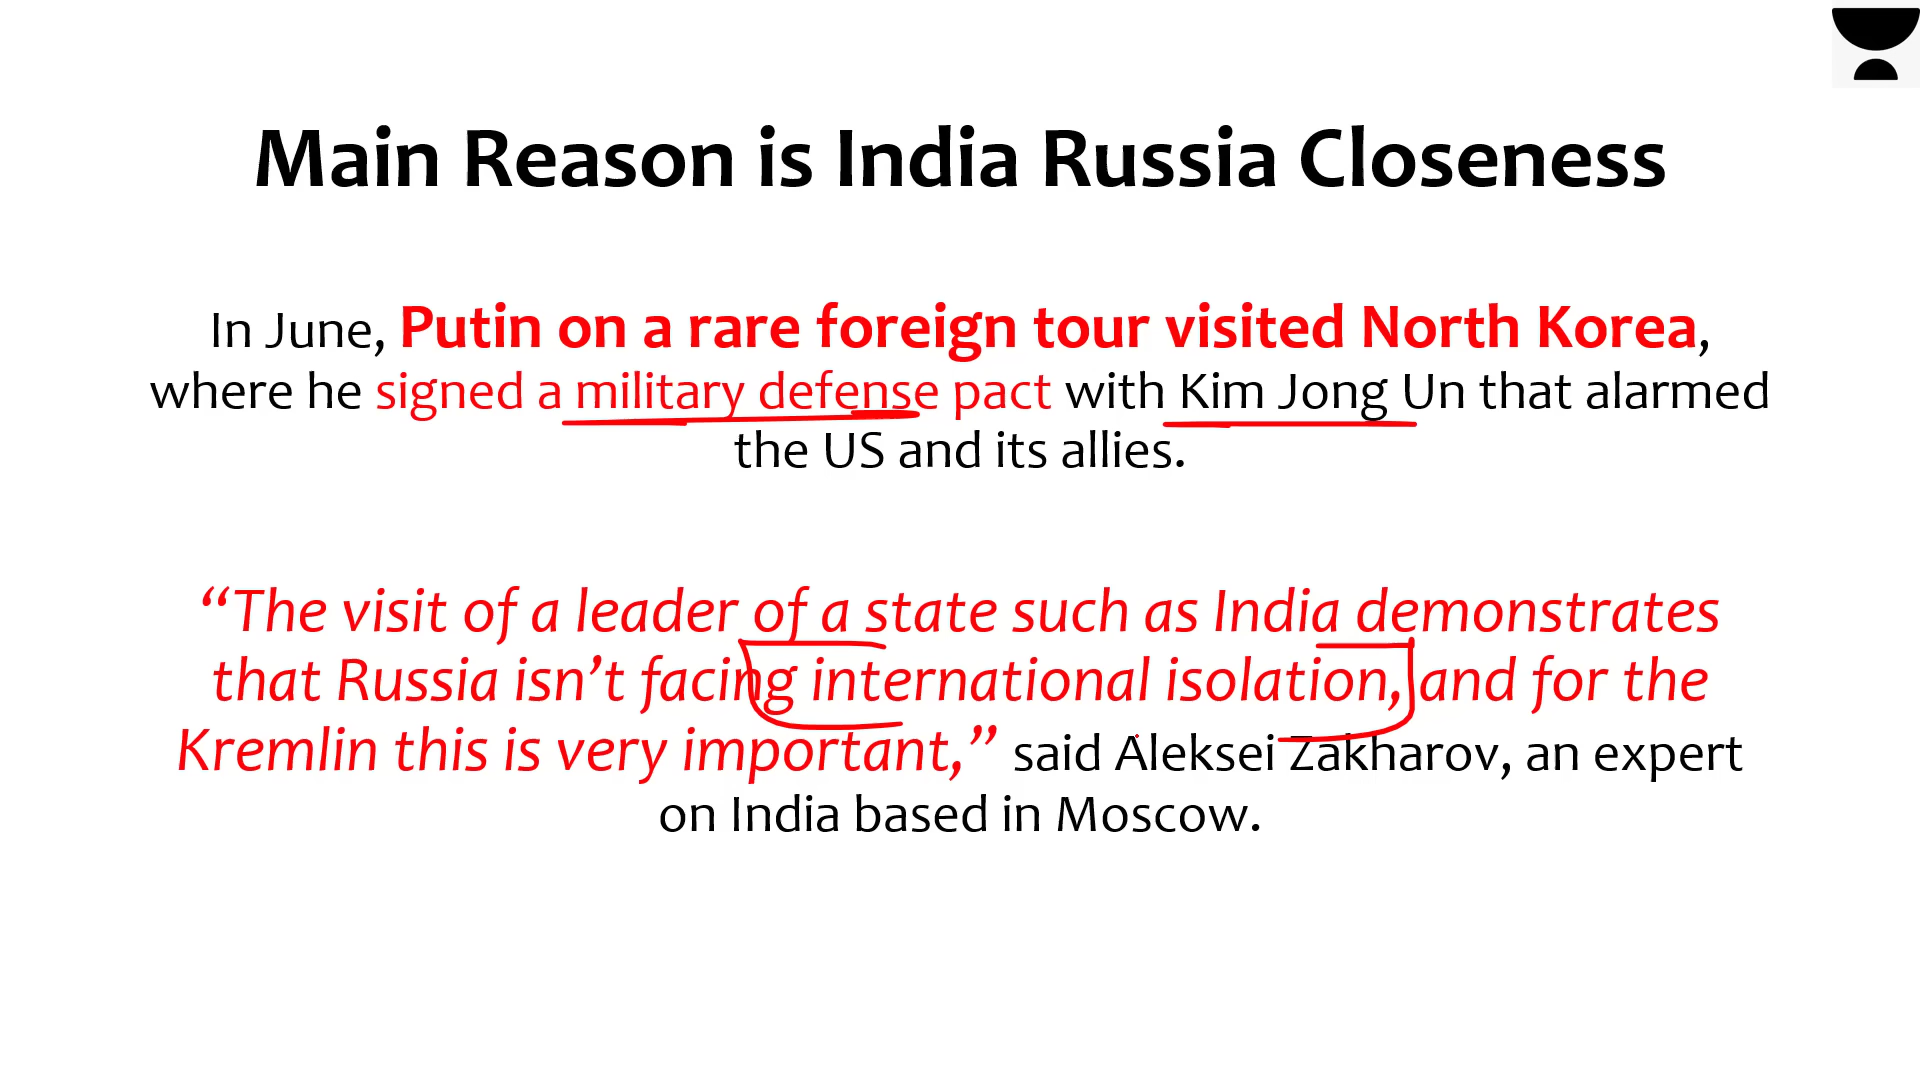 Main Reason is India Russia Closeness
In June, Putin on a rare foreign tour visited North Korea,
where he signed a military defense pact with Kim Jong Un that alarmed
the US and its allies.
“The visit of a leader of a state such as India demonstrates
that Russia isn’t facing international isolation, and for the
Kremlin this is very important,” said Aleksei Zakharov, an expert
on India based in Moscow.